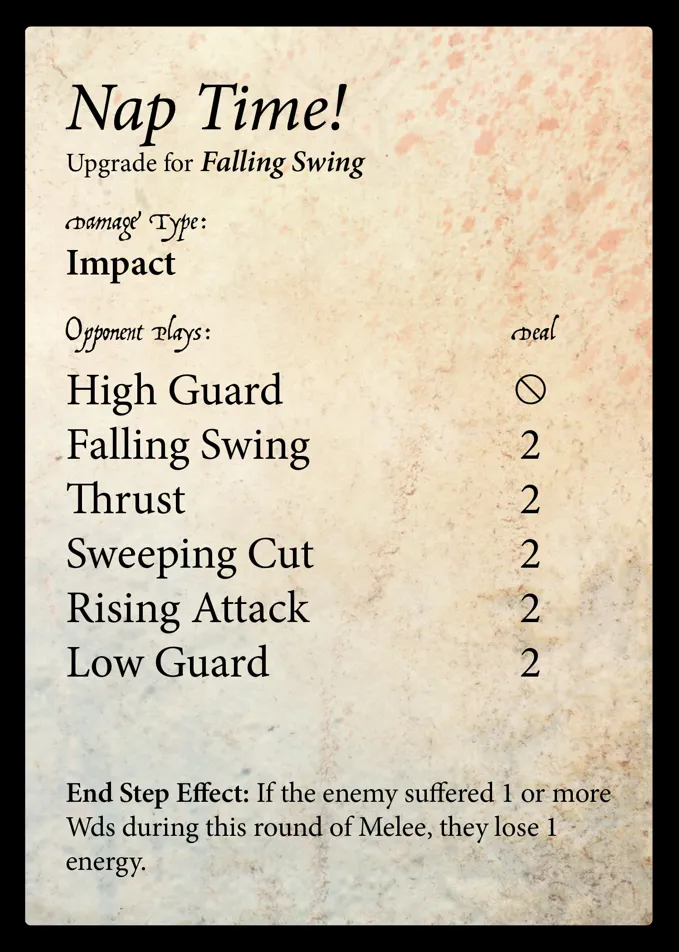 Nap Time!
Upgrade for Falling Swing
Damage Type:
Impact
Opponent Plays: Deal
High Guard 🛇
Falling Swing 2
Thrust 2
Sweeping Cut 2
Rising Attack 2
Low Guard 2
End Step Effect: If the enemy suffered 1 or more
Wds during this round of Melee, they lose 1
energy.